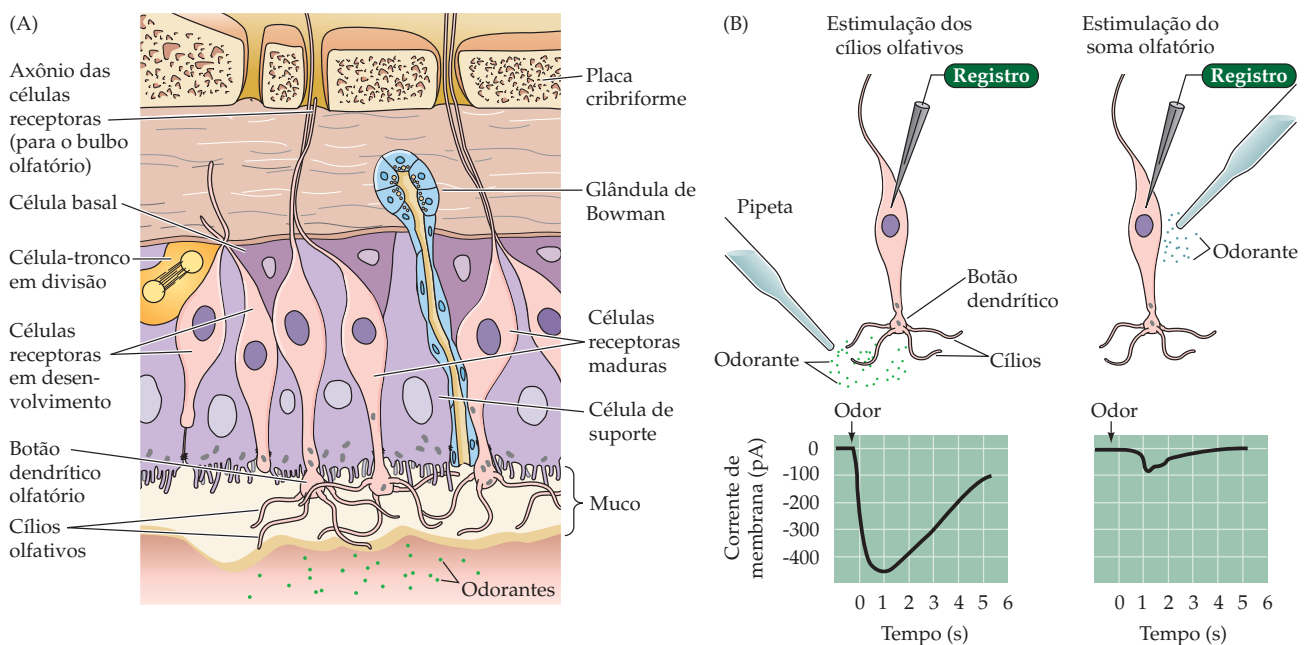 (A)
Axônio das
células
receptoras
(para o bulbo
olfatório)
Célula basal
Célula-tronco
em divisão
Células
receptoras
em desen-
volvimento
Botão
dendrítico
olfatório
Cílios
olfativos
Placa
cribriforme
Glândula de
Bowman
Células
receptoras
maduras
Célula de
suporte
Muco
Odorantes
(B)
Estimulação dos
cílios olfativos
Registro
Pipeta
Botão
dendrítico
Odorante
Cílios
Estimulação do
soma olfatório
Registro
Odorante
Odor
Corrente de
membrana (pA)
0
-100
-200
-300
-400
0 1 2 3 4 5 6
Tempo (s)
Odor
0 1 2 3 4 5 6
Tempo (s)